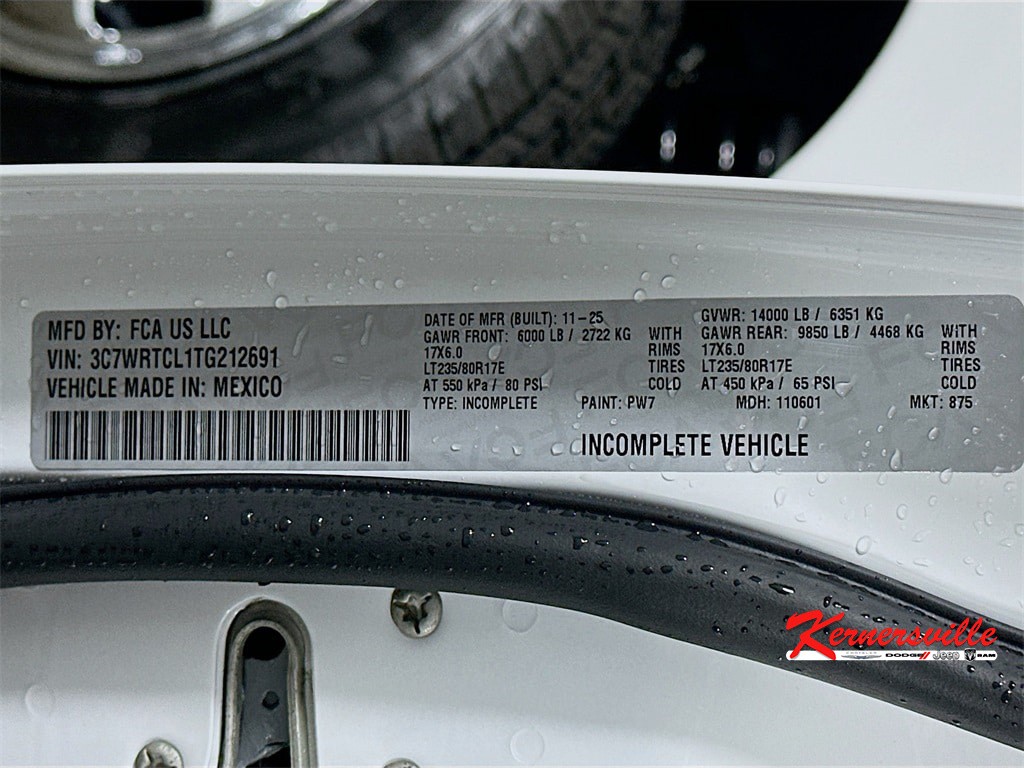 MFD BY: FCA US LLC
VIN: 3C7WRTCL1TG212691
VEHICLE MADE IN: MEXICO
DATE OF MFR (BUILT): 11-25
GAWR FRONT: 6000 LB / 2722 KG WITH
17X6.0 RIMS
LT235/80R17E TIRES
AT 550 kPa / 80 PSI COLD
TYPE: INCOMPLETE
GVWR: 14000 LB / 6351 KG
GAWR REAR: 9850 LB / 4468 KG WITH
17X6.0 RIMS
LT235/80R17E TIRES
AT 450 kPa / 65 PSI COLD
PAINT: PW7 MDH: 110601 MKT: 875
INCOMPLETE VEHICLE
Kernersville
CHRYSLER DODGE Jeep RAM